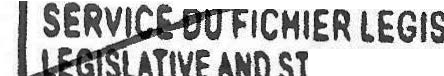 SERVICE DU FICHIER LEGIS
LEGISLATIVE AND ST